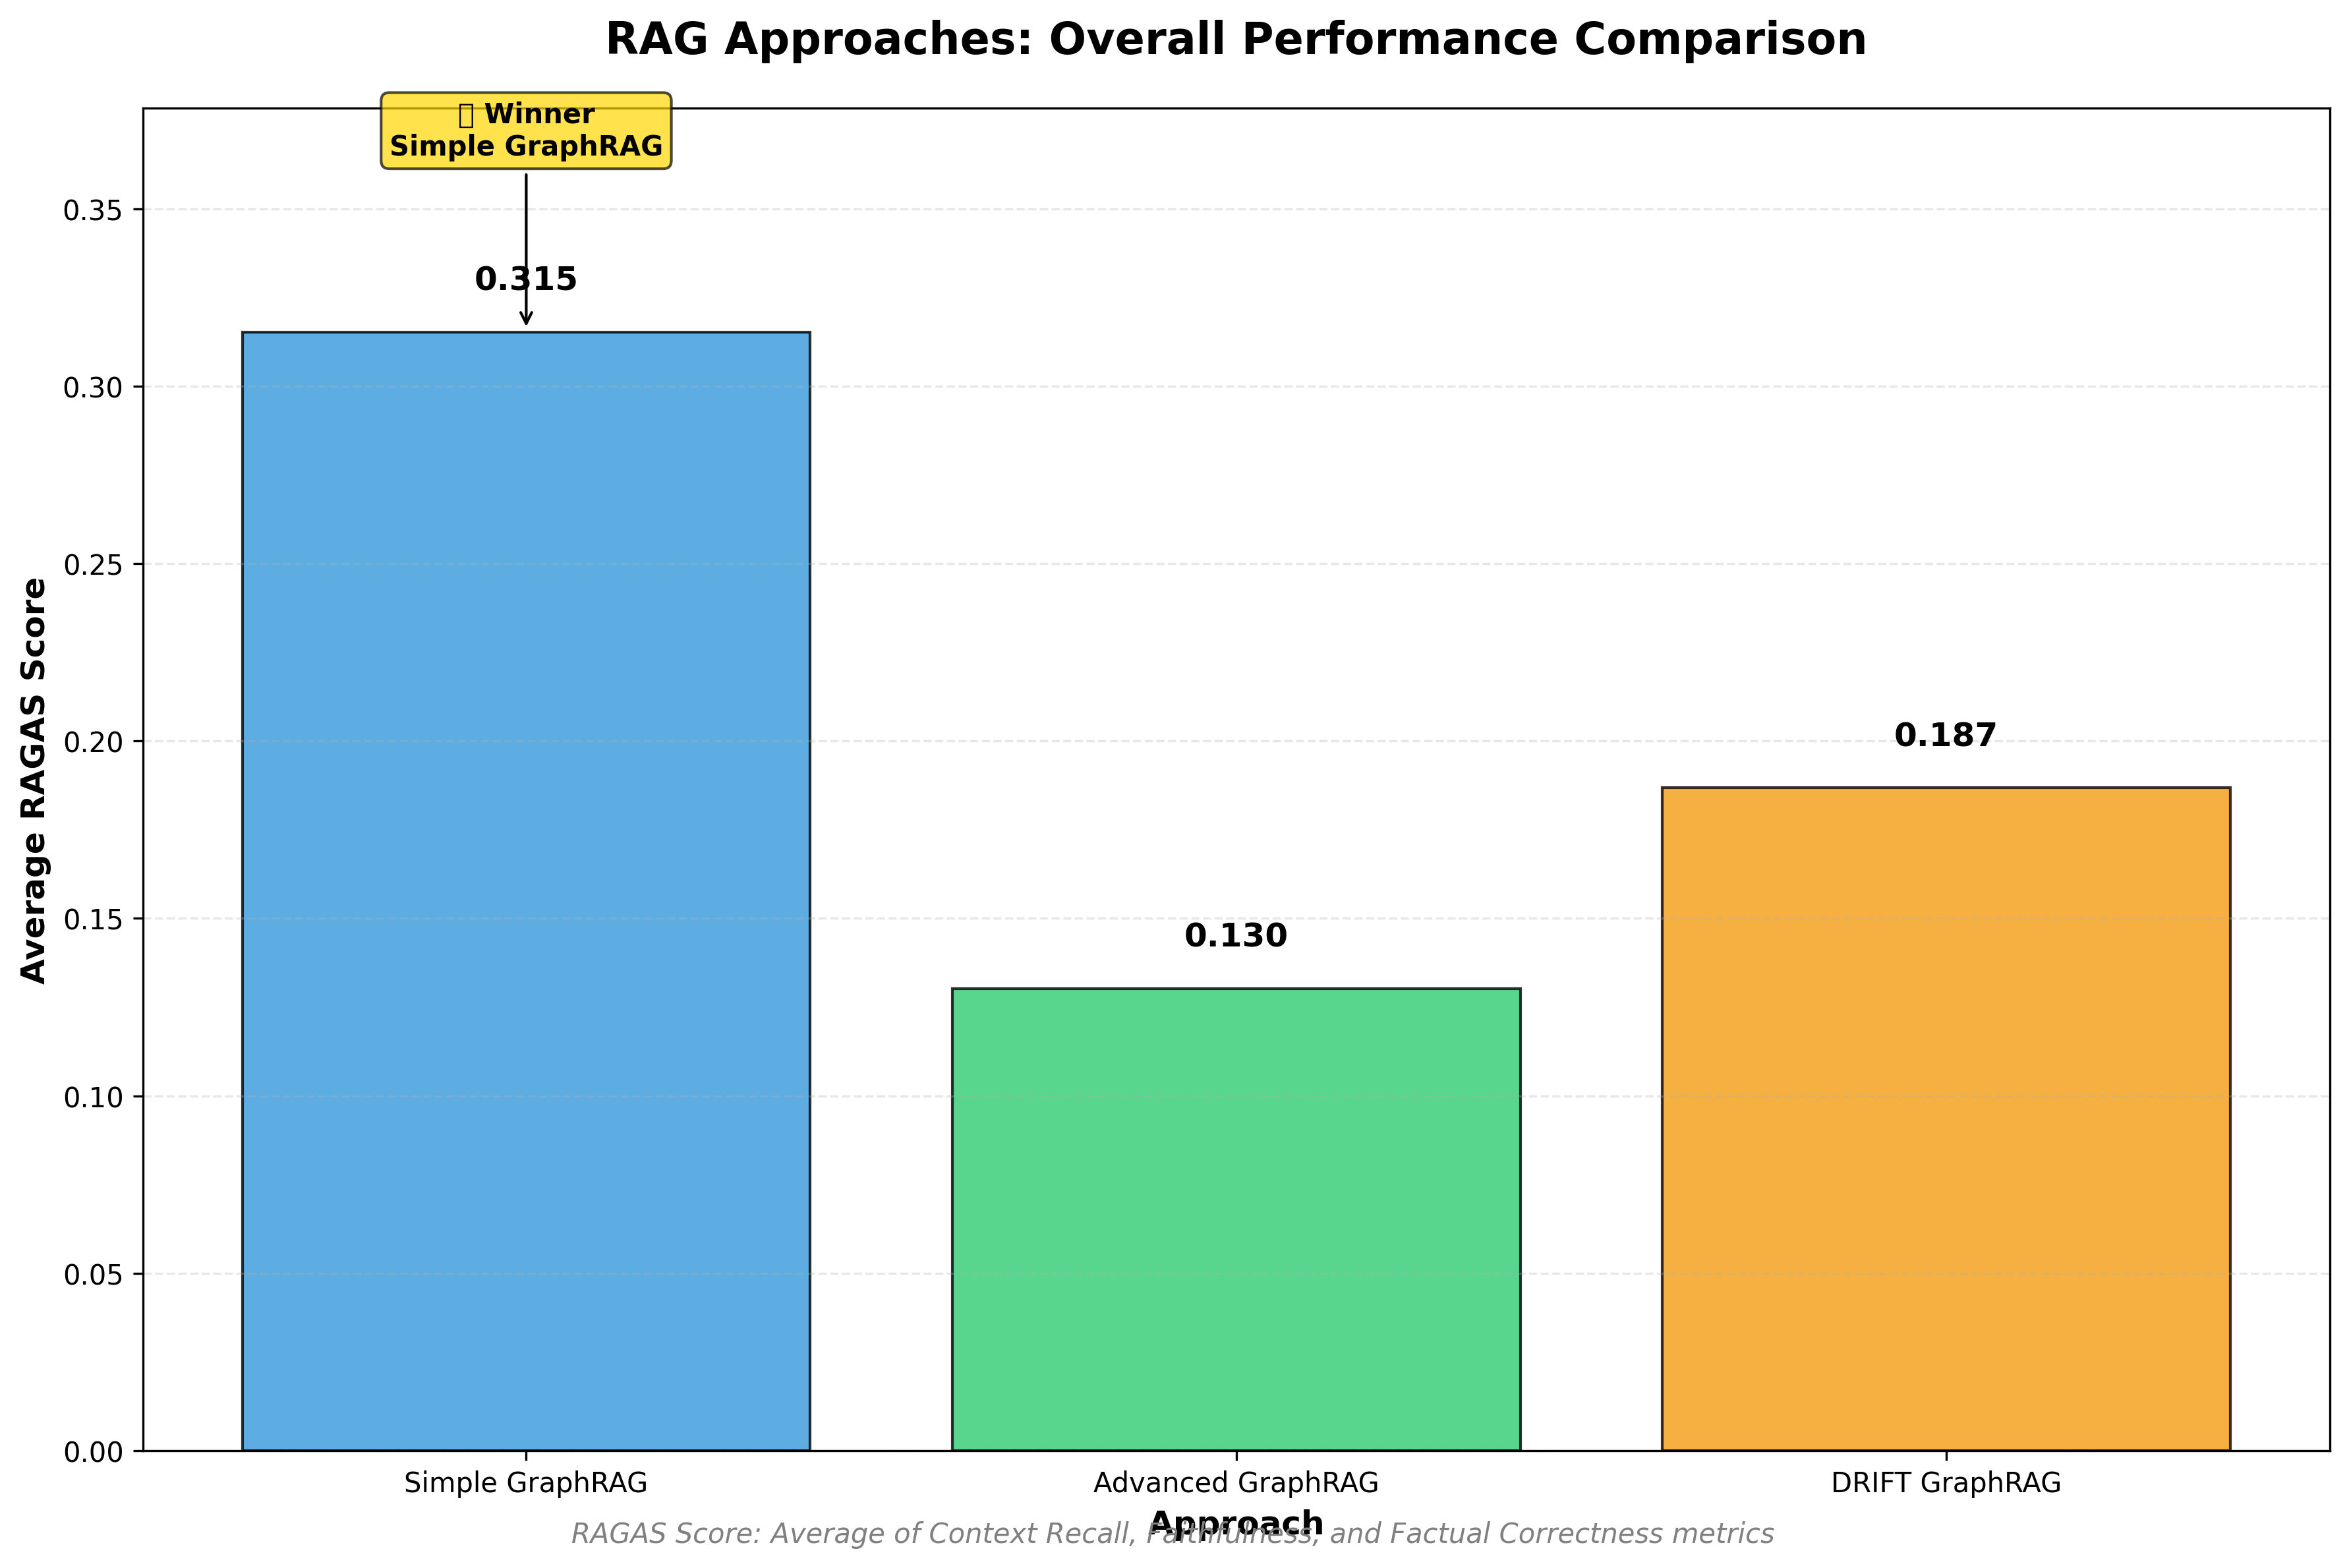 RAG Approaches: Overall Performance Comparison
Winner
Simple GraphRAG
0.315
0.130
0.187
Average RAGAS Score
0.35
0.30
0.25
0.20
0.15
0.10
0.05
0.00
Simple GraphRAG
Advanced GraphRAG
DRIFT GraphRAG
Approach
RAGAS Score: Average of Context Recall, Faithfulness, and Factual Correctness metrics